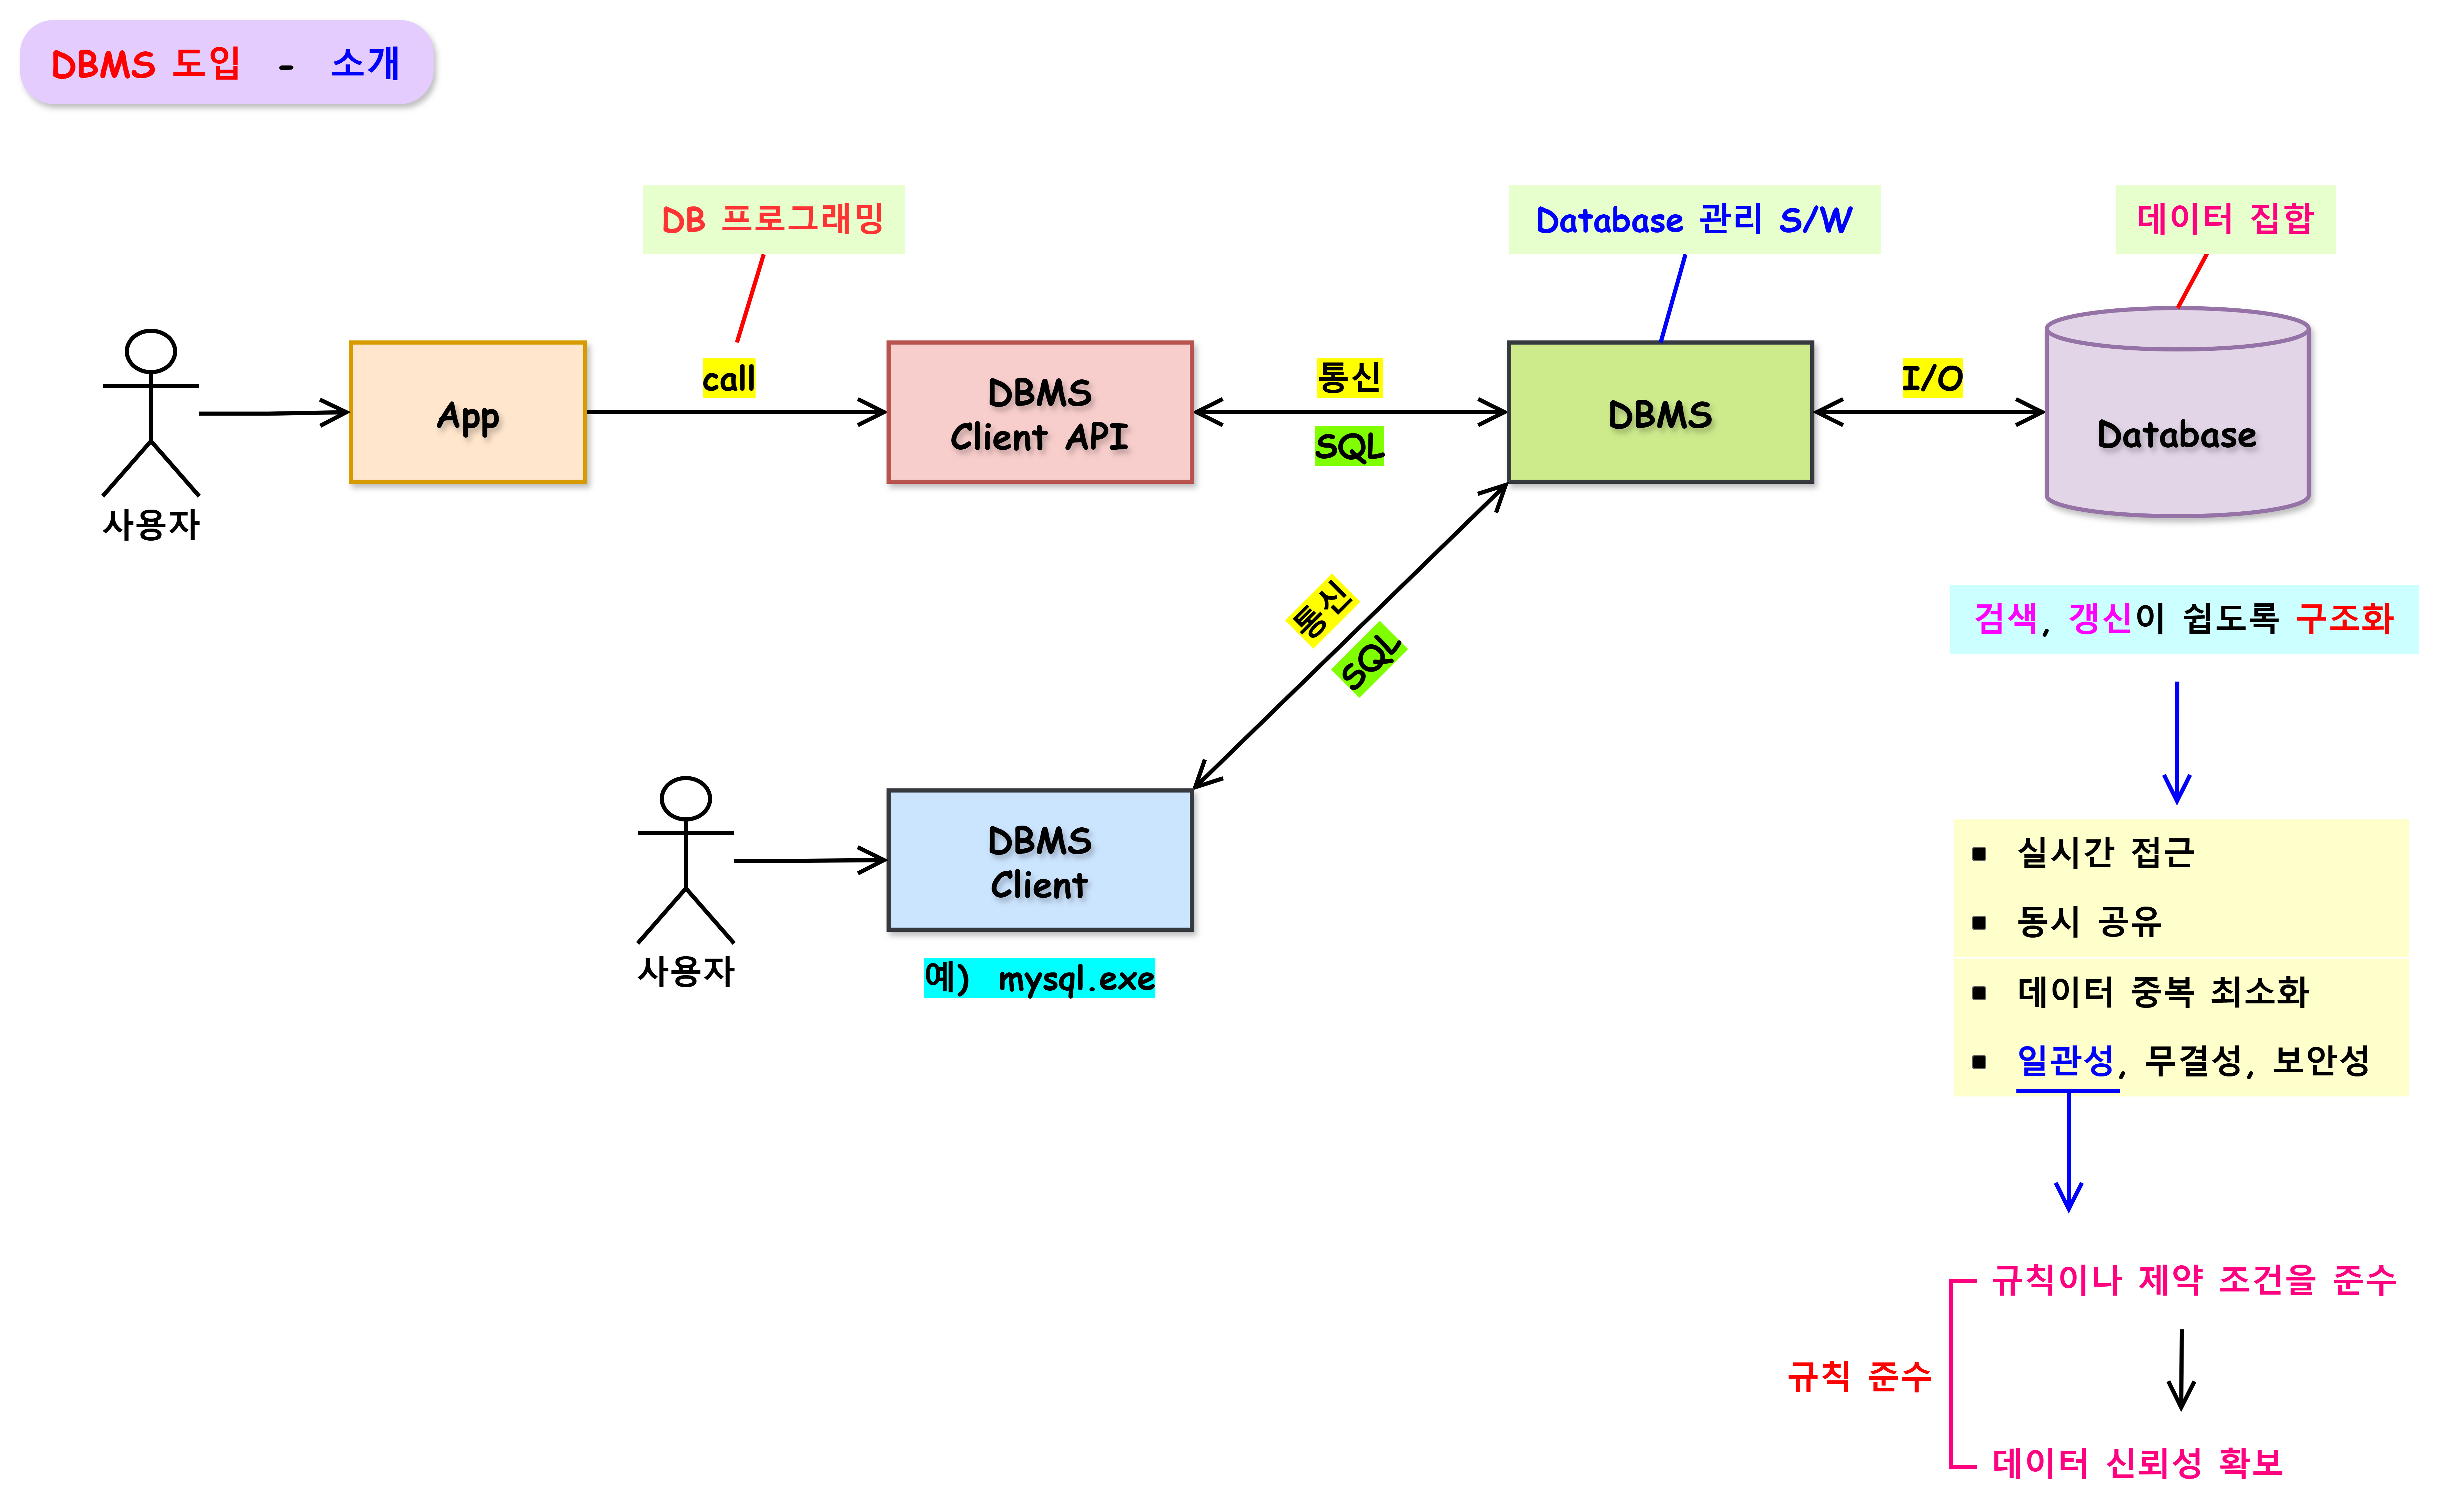 DBMS 도입 - 소개
DB 프로그래밍
Database 관리 S/W
데이터 집합
call
통신
I/O
App
DBMS
Client API
SQL
DBMS
Database
사용자
통신
SQL
검색, 갱신이 쉽도록 구조화
DBMS
Client
사용자
예) mysql.exe
▪ 실시간 접근
▪ 동시 공유
▪ 데이터 중복 최소화
▪ 일관성, 무결성, 보안성
규칙이나 제약 조건을 준수
규칙 준수
데이터 신뢰성 확보